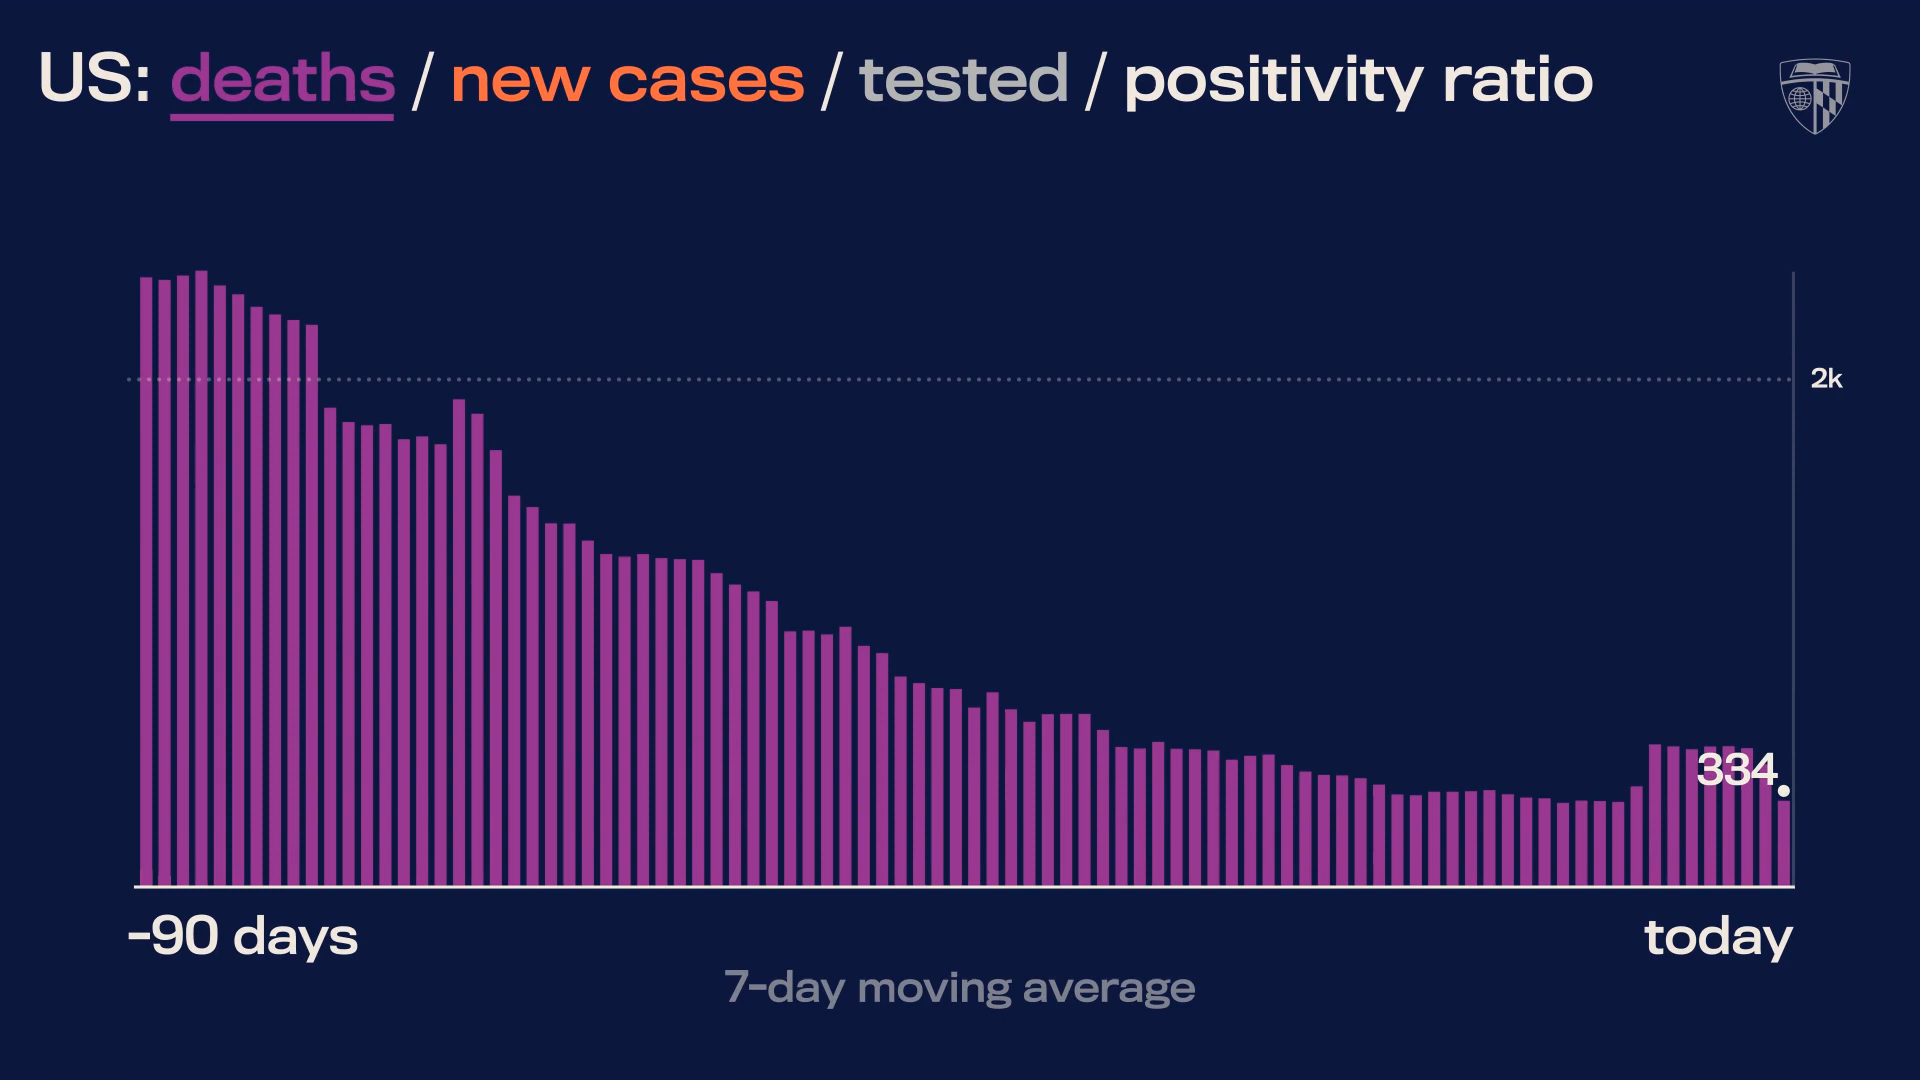 US: deaths / new cases / tested / positivity ratio
2k
334
-90 days
today
7-day moving average